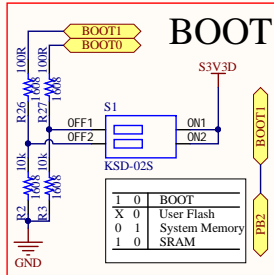 BOOT
BOOT1
BOOT0
100R
1608
R26
100R
1608
R27
S3V3D
S1
OFF1
OFF2
ON1
ON2
KSD-02S
10k
1608
R2
10k
1608
R3
GND
1 0 BOOT
X 0 User Flash
0 1 System Memory
1 0 SRAM
BOOT1
PB2